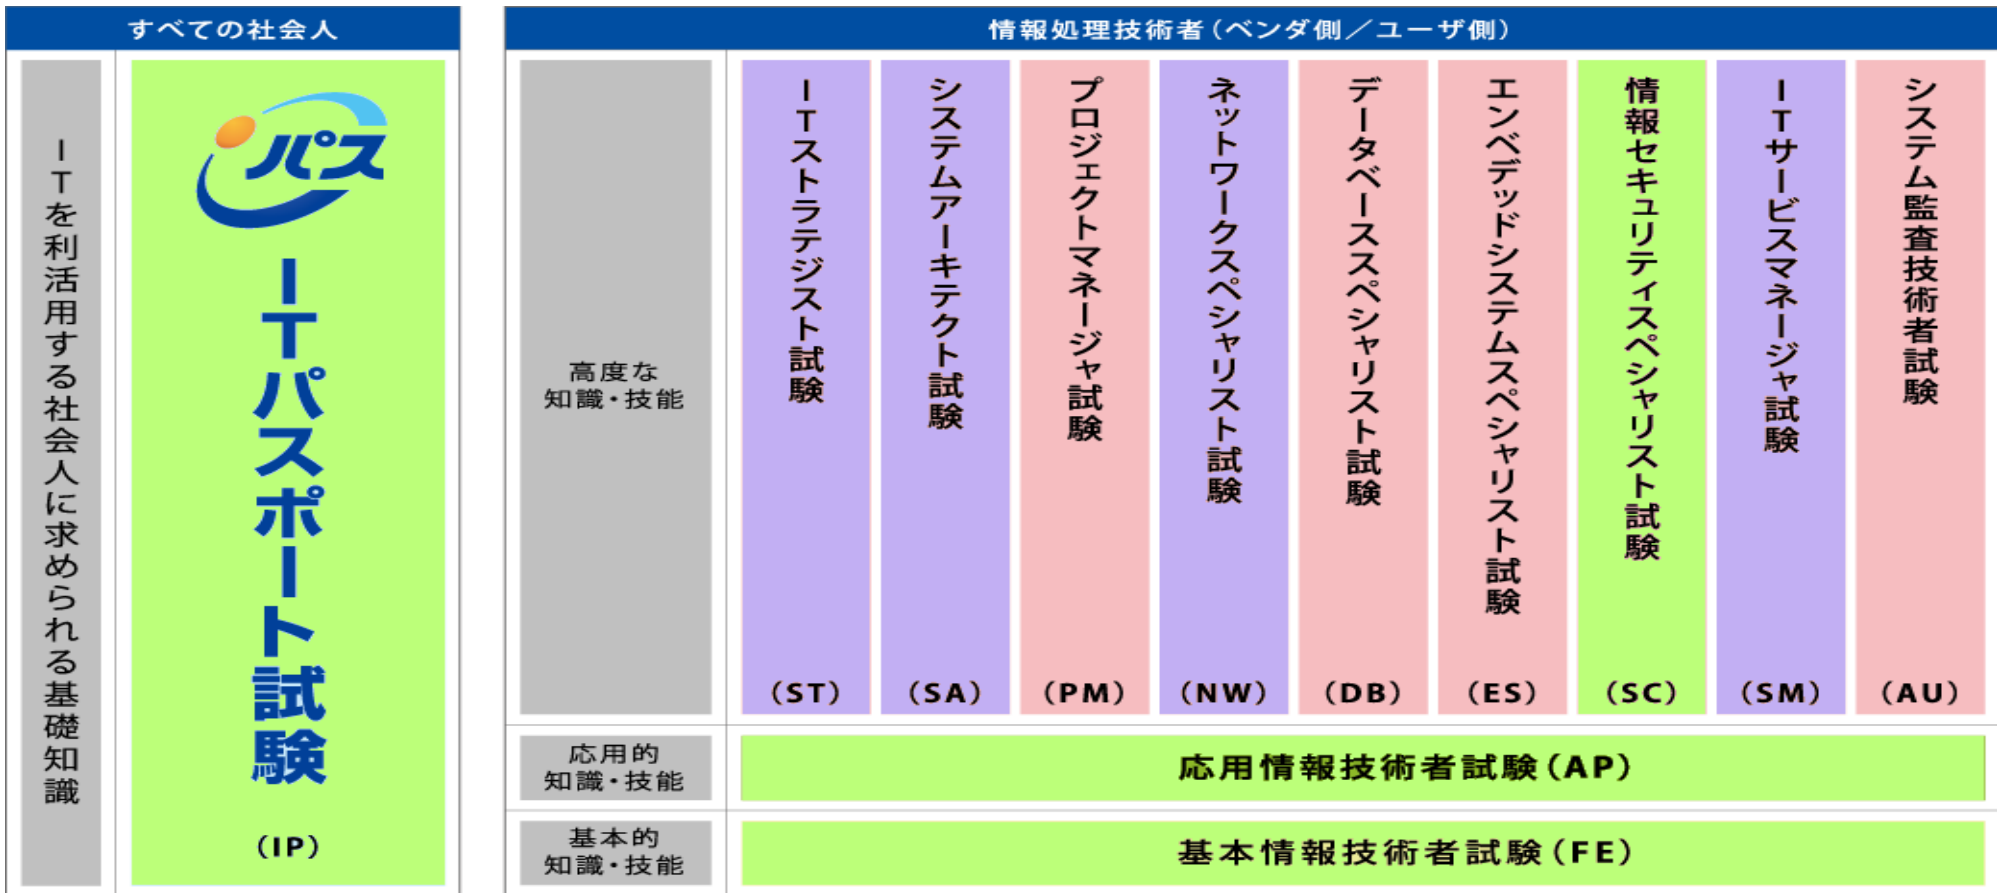 すべての社会人
ITを利活用する社会人に求められる基礎知識
iパス
ITパスポート試験
(IP)
情報処理技術者(ベンダ側/ユーザ側)
高度な
知識・技能
ITストラテジスト試験
(ST)
システムアーキテクト試験
(SA)
プロジェクトマネージャ試験
(PM)
ネットワークスペシャリスト試験
(NW)
データベーススペシャリスト試験
(DB)
エンベデッドシステムスペシャリスト試験
(ES)
情報セキュリティスペシャリスト試験
(SC)
ITサービスマネージャ試験
(SM)
システム監査技術者試験
(AU)
応用的
知識・技能
応用情報技術者試験(AP)
基本的
知識・技能
基本情報技術者試験(FE)